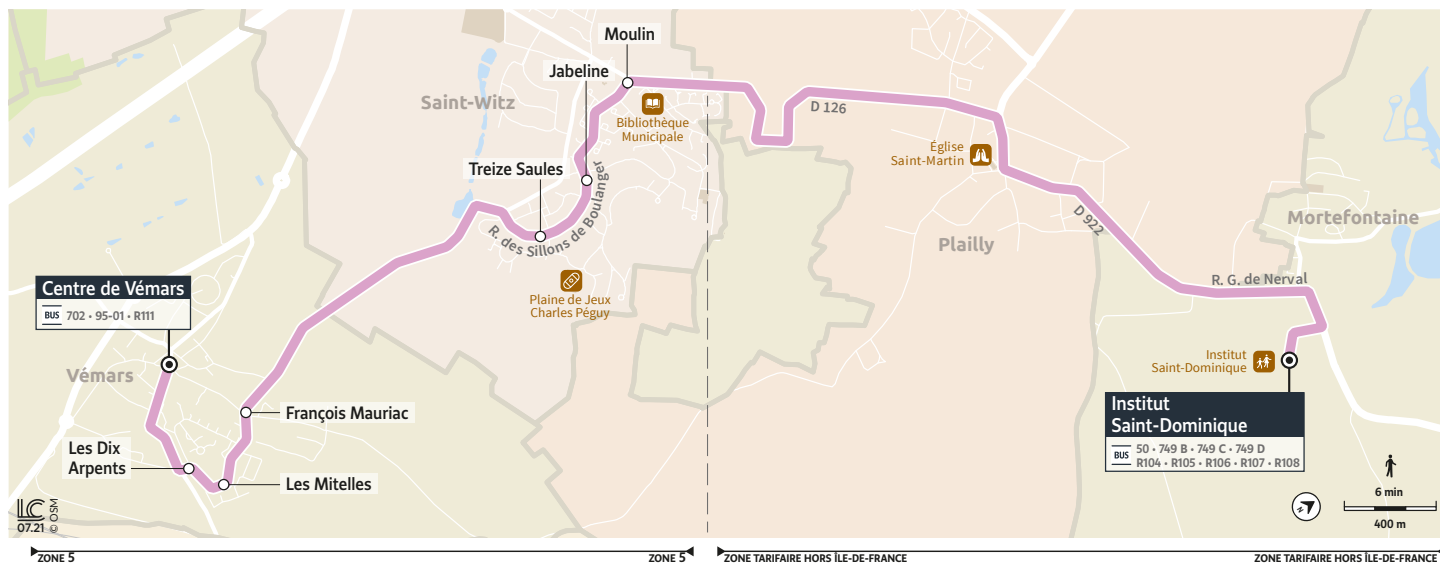 Moulin
Jabeline
Saint-Witz
Bibliothèque
Municipale
D 126
Église
Saint-Martin
Treize Saules
R. des Sillons de Boulanger
Mortefontaine
D 922
Plailly
Plaine de Jeux
Charles Péguy
R. G. de Nerval
Centre de Vémars
BUS 702 • 95-01 • R111
Vémars
Institut
Saint-Dominique
François Mauriac
Institut
Saint-Dominique
BUS 50 • 749 B • 749 C • 749 D
R104 • R105 • R106 • R107 • R108
Les Dix
Arpents
Les Mitelles
6 min
400 m
LC
07.21 © OSM
ZONE 5
ZONE 5
ZONE TARIFAIRE HORS ÎLE-DE-FRANCE
ZONE TARIFAIRE HORS ÎLE-DE-FRANCE